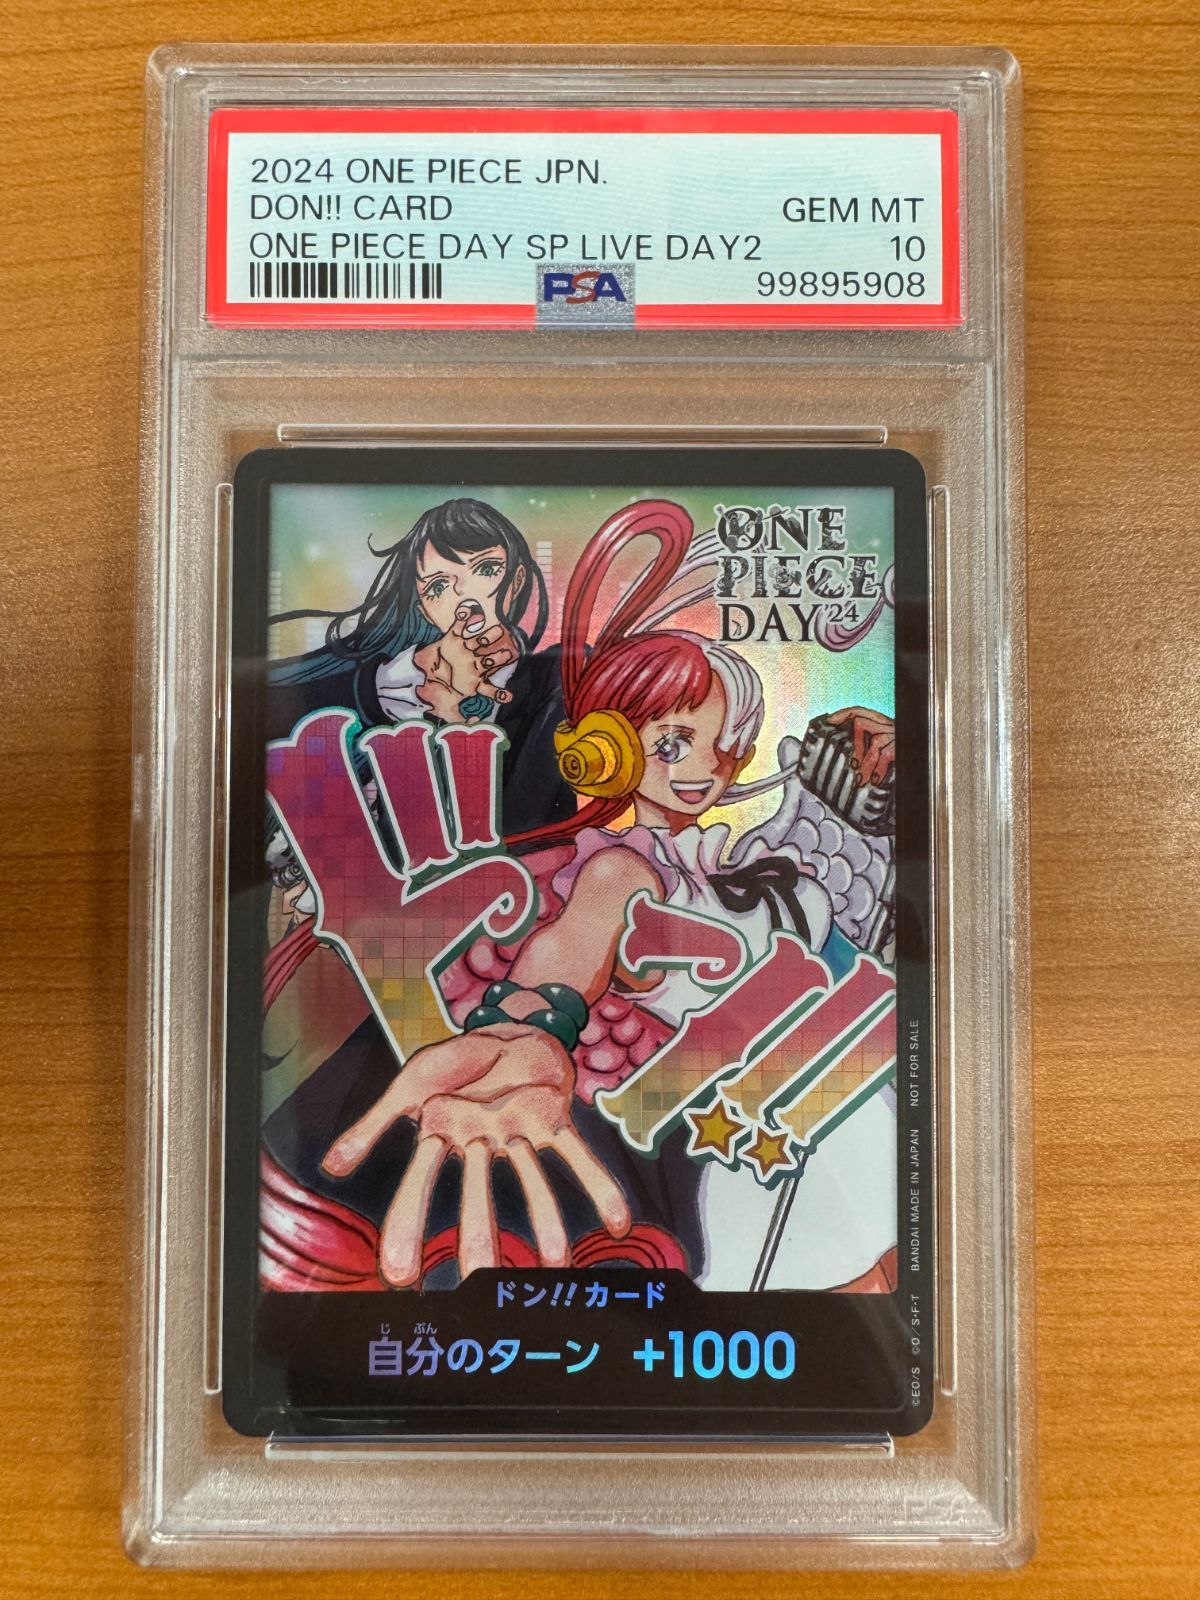 2024 ONE PIECE JPN.
DON!! CARD GEM MT
ONE PIECE DAY SP LIVE DAY2 10
PSA 99895908
ONE
PIECE
DAY '24
ドン!!
ドン!!カード
自分のターン +1000
じ ぶん
©EO/S ©O/S・F・T BANDAI MADE IN JAPAN NOT FOR SALE
PSA